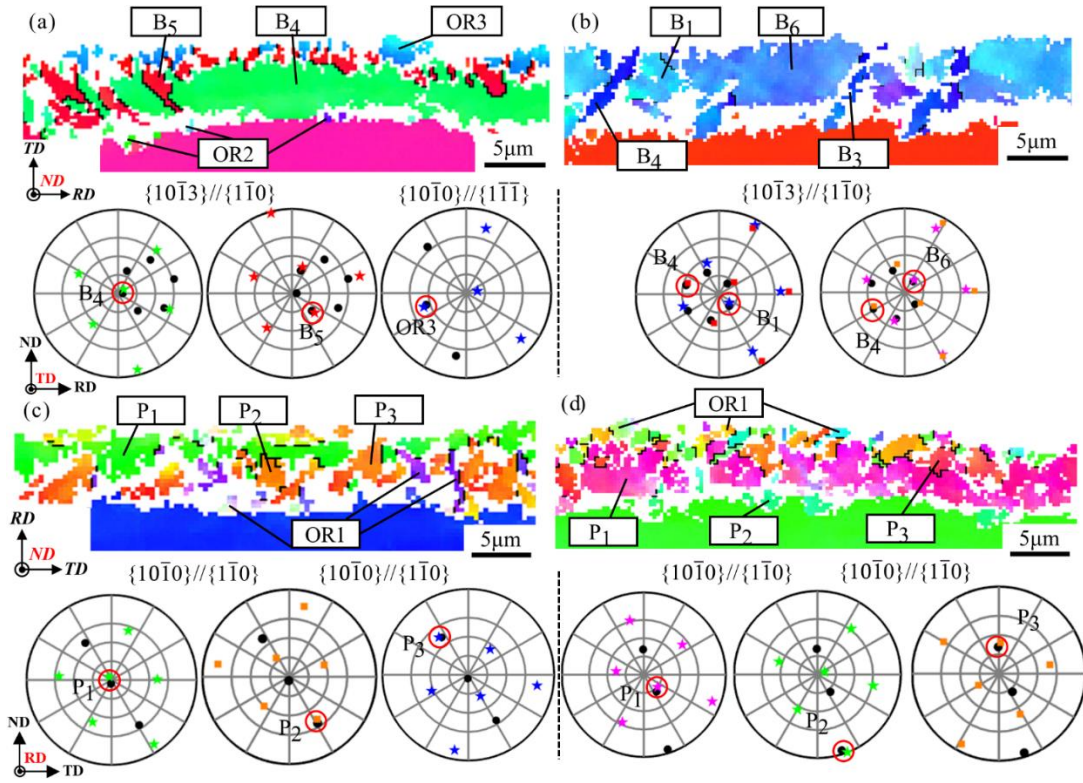 (a)
B₅
B₄
OR3
OR2
TD
ND
RD
5μm
{101̄3}//{11̄0}
{101̄0}//{11̄1̄}
B₄
B₅
OR3
ND
TD
RD
(b)
B₁
B₆
B₄
B₃
5μm
{101̄3}//{11̄0}
B₄
B₁
B₆
B₄
(c)
P₁
P₂
P₃
OR1
RD
ND
TD
5μm
{101̄0}//{11̄0}
{101̄0}//{11̄0}
P₁
P₂
P₃
ND
RD
TD
(d)
OR1
P₁
P₂
P₃
5μm
{101̄0}//{11̄0}
{101̄0}//{11̄0}
P₁
P₂
P₃